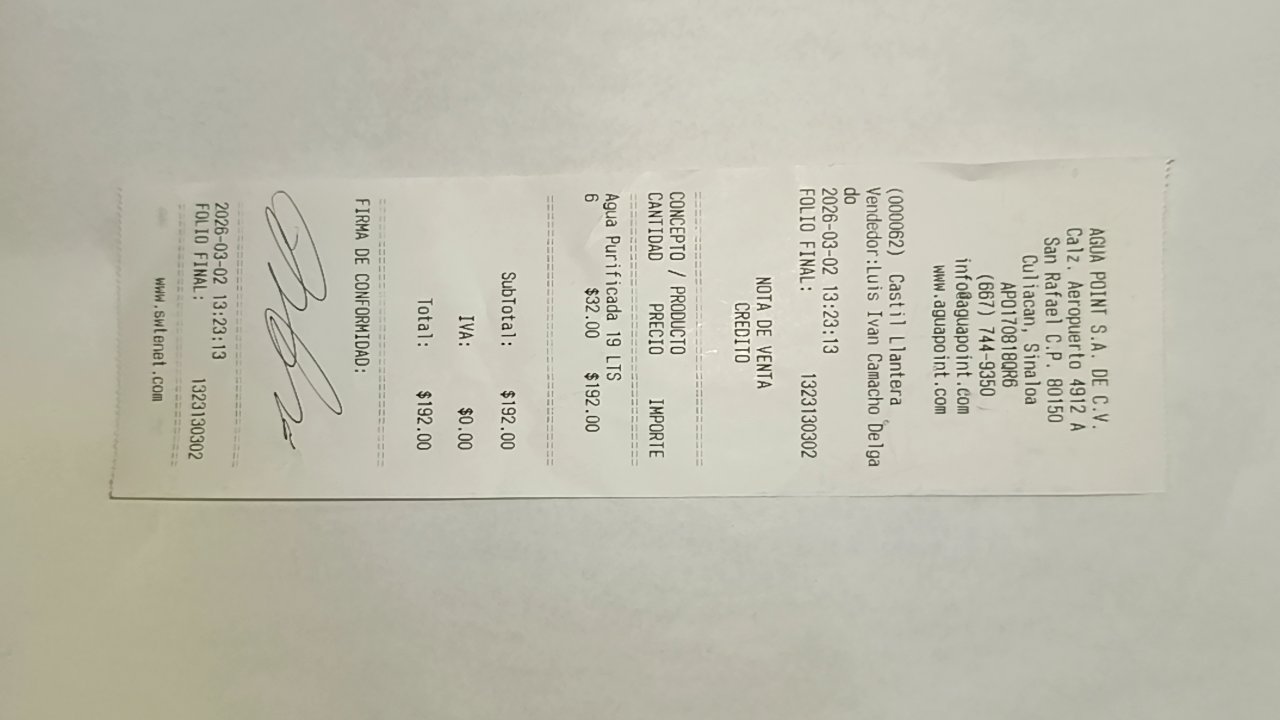 AGUA POINT S.A. DE C.V.
Calz. Aeropuerto 4912 A
San Rafael C.P. 80150
Culiacan, Sinaloa
APO170818QR6
(667) 744-9350
info@aguapoint.com
www.aguapoint.com
(000062) Castil Llantera
Vendedor:Luis Ivan Camacho Delga
do
2026-03-02 13:23:13
FOLIO FINAL: 1323130302
NOTA DE VENTA
CREDITO
================================
CONCEPTO / PRODUCTO
CANTIDAD PRECIO IMPORTE
================================
Agua Purificada 19 LTS
6 $32.00 $192.00
================================
SubTotal: $192.00
IVA: $0.00
Total: $192.00
================================
FIRMA DE CONFORMIDAD:
================================
2026-03-02 13:23:13
FOLIO FINAL: 1323130302
================================
www.swtenet.com